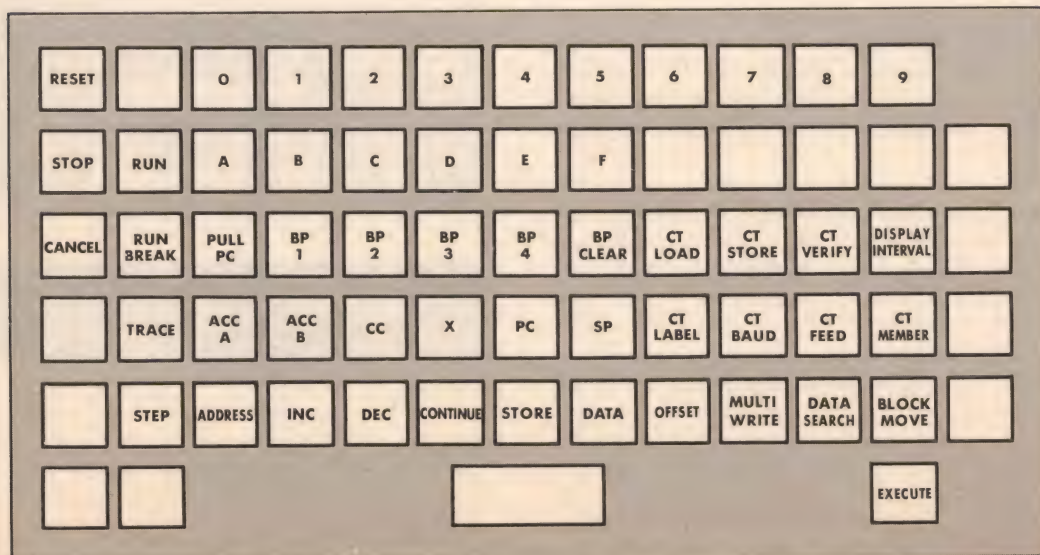 RESET 0 1 2 3 4 5 6 7 8 9
STOP RUN A B C D E F
CANCEL RUN BREAK PULL PC BP 1 BP 2 BP 3 BP 4 BP CLEAR CT LOAD CT STORE CT VERIFY DISPLAY INTERVAL
TRACE ACC A ACC B CC X PC SP CT LABEL CT BAUD CT FEED CT MEMBER
STEP ADDRESS INC DEC CONTINUE STORE DATA OFFSET MULTI WRITE DATA SEARCH BLOCK MOVE
EXECUTE